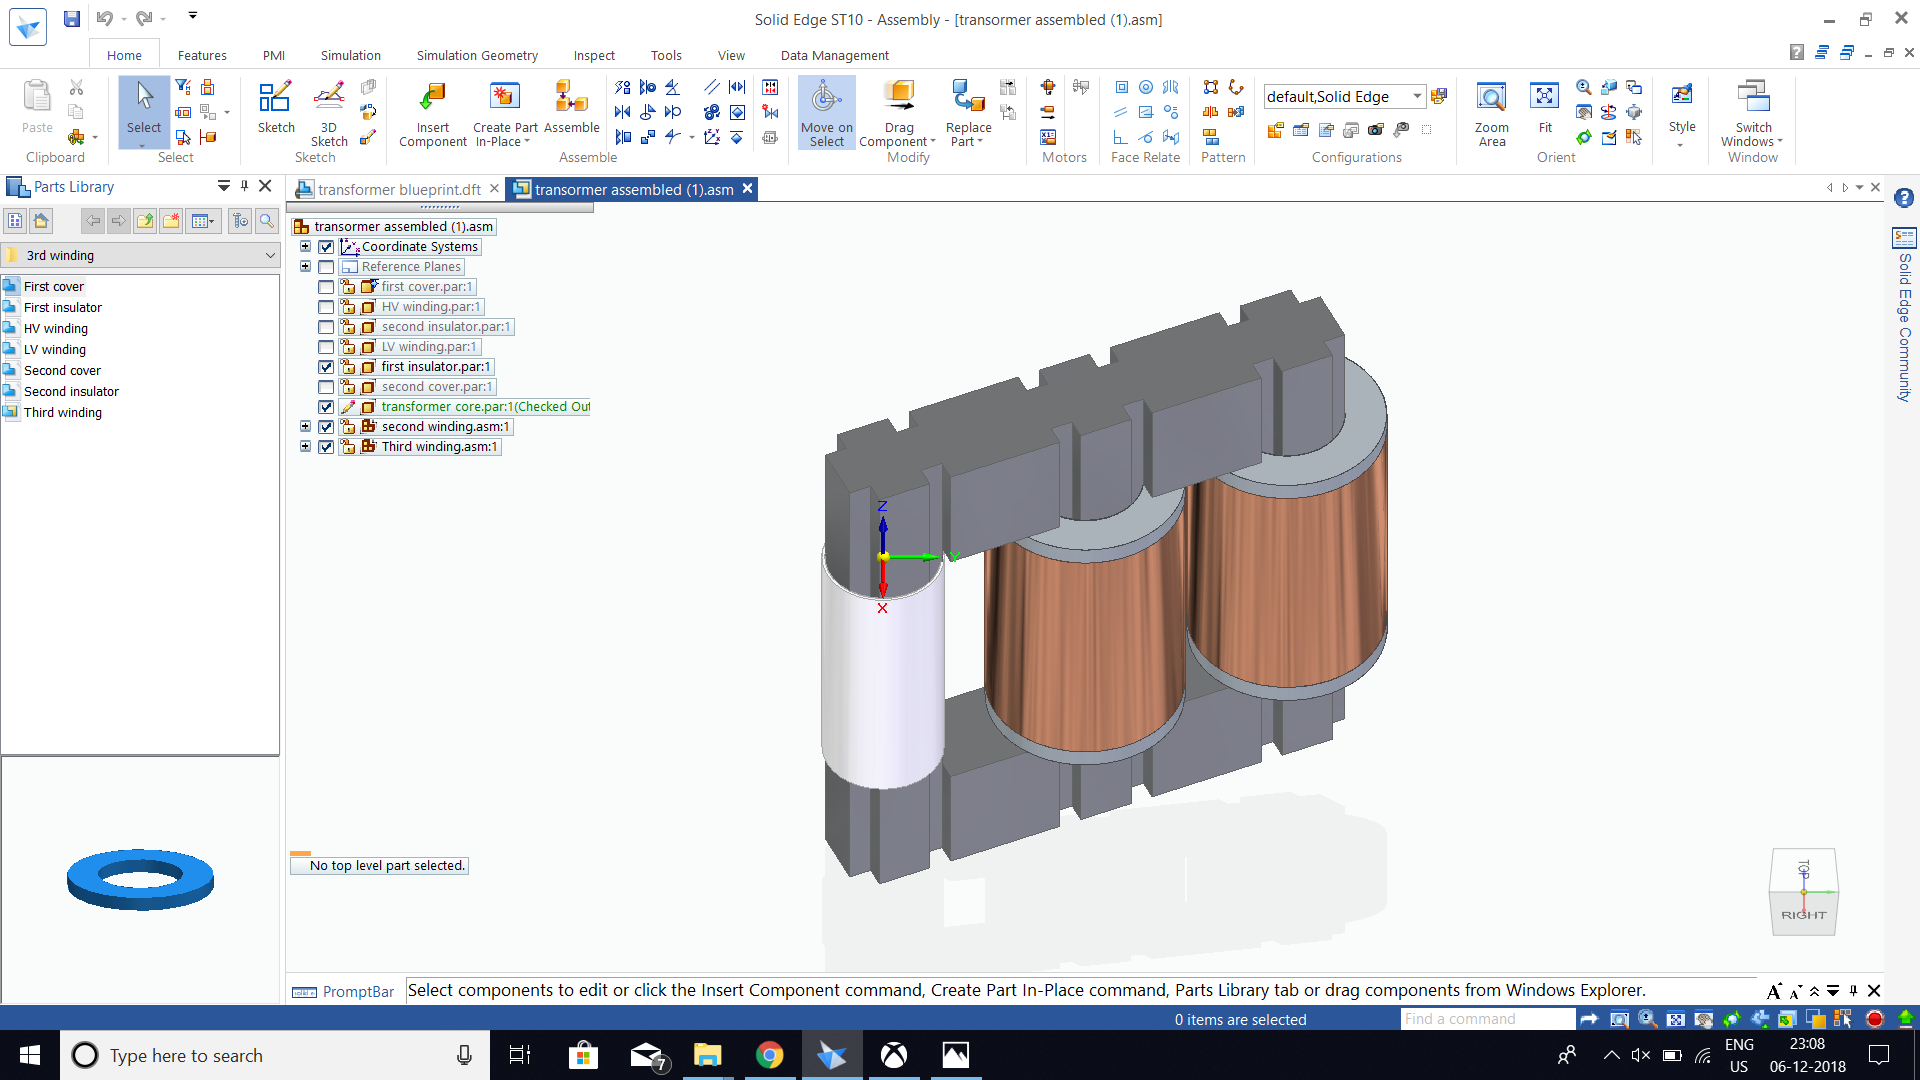 Solid Edge ST10 - Assembly - [transormer assembled (1).asm]
Home
Features
PMI
Simulation
Simulation Geometry
Inspect
Tools
View
Data Management
Paste
Clipboard
Select
Select
Sketch
3D Sketch
Sketch
Insert Component
Create Part In-Place
Assemble
Assemble
Move on Select
Drag Component
Replace Part
Modify
Motors
Face Relate
Pattern
default,Solid Edge
Configurations
Zoom Area
Fit
Orient
Style
Switch Windows
Window
Parts Library
3rd winding
First cover
First insulator
HV winding
LV winding
Second cover
Second insulator
Third winding
transformer blueprint.dft
transormer assembled (1).asm
transormer assembled (1).asm
Coordinate Systems
Reference Planes
first cover.par:1
HV winding.par:1
second insulator.par:1
LV winding.par:1
first insulator.par:1
second cover.par:1
transformer core.par:1(Checked Out
second winding.asm:1
Third winding.asm:1
No top level part selected.
Z
Y
X
TOP
RIGHT
Solid Edge Community
PromptBar
Select components to edit or click the Insert Component command, Create Part In-Place command, Parts Library tab or drag components from Windows Explorer.
0 items are selected
Find a command
Type here to search
7
ENG
US
23:08
06-12-2018